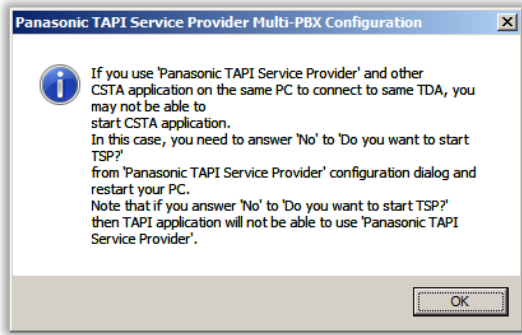 Panasonic TAPI Service Provider Multi-PBX Configuration
If you use 'Panasonic TAPI Service Provider' and other
CSTA application on the same PC to connect to same TDA, you
may not be able to
start CSTA application.
In this case, you need to answer 'No' to 'Do you want to start
TSP?'
from 'Panasonic TAPI Service Provider' configuration dialog and
restart your PC.
Note that if you answer 'No' to 'Do you want to start TSP?'
then TAPI application will not be able to use 'Panasonic TAPI
Service Provider'.
OK